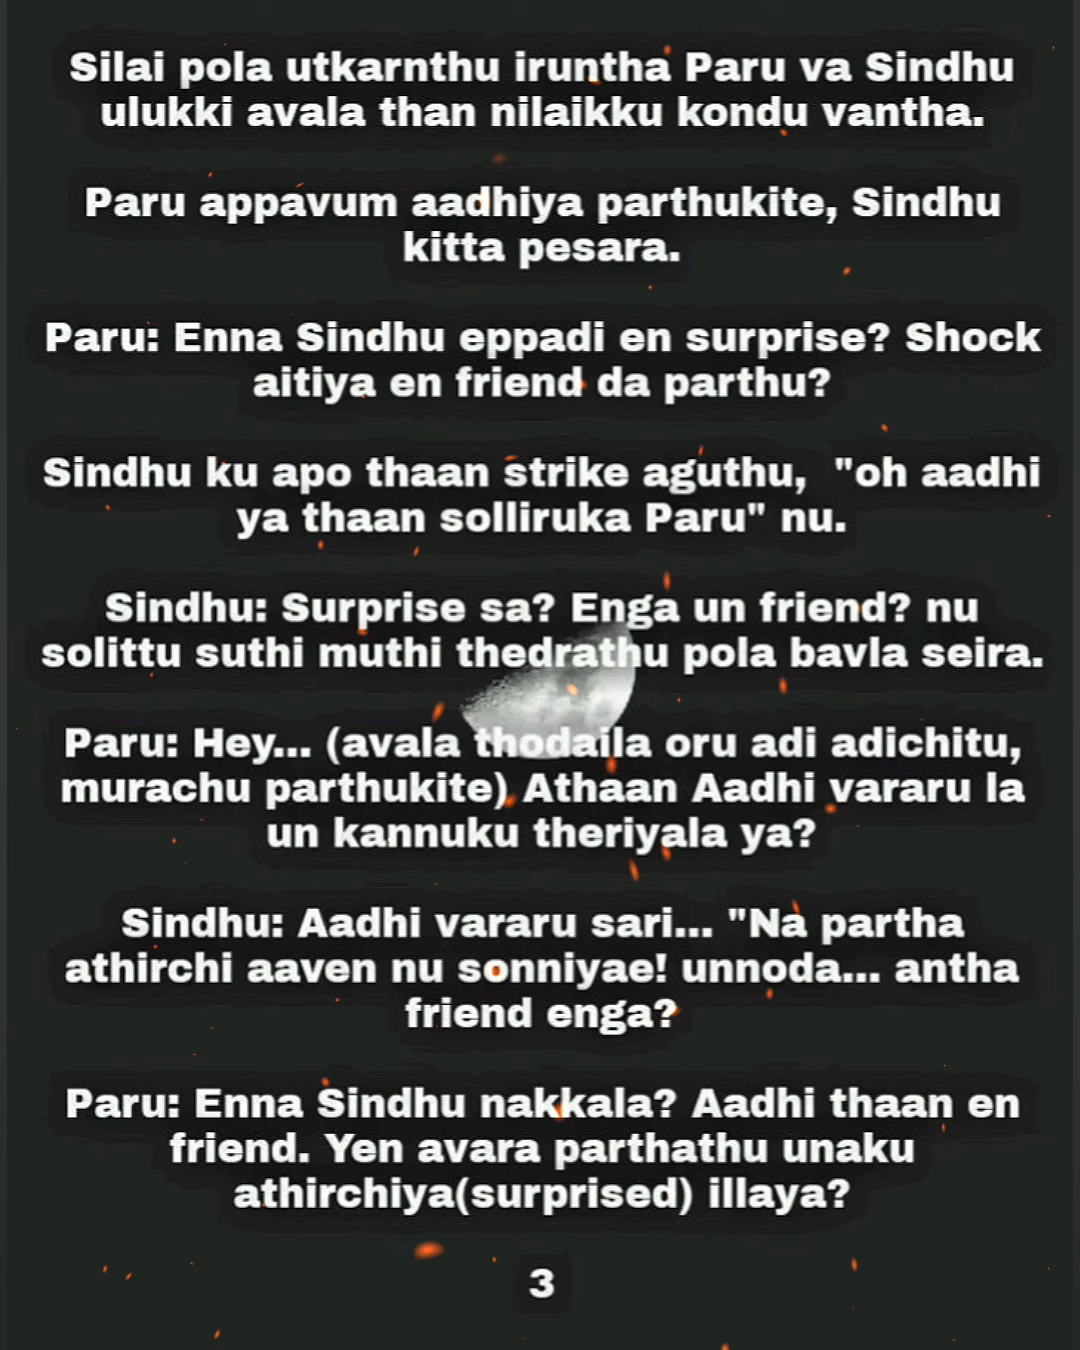 Silai pola utkarnthu iruntha Paru va Sindhu
ulukki avala than nilaikku kondu vantha.
Paru appavum aadhiya parthukite, Sindhu
kitta pesara.
Paru: Enna Sindhu eppadi en surprise? Shock
aitiya en friend da parthu?
Sindhu ku apo thaan strike aguthu,  "oh aadhi
ya thaan solliruka Paru" nu.
Sindhu: Surprise sa? Enga un friend? nu
solittu suthi muthi thedrathu pola bavla seira.
Paru: Hey... (avala thodaila oru adi adichitu,
murachu parthukite) Athaan Aadhi vararu la
un kannuku theriyala ya?
Sindhu: Aadhi vararu sari... "Na partha
athirchi aaven nu sonniyae! unnoda... antha
friend enga?
Paru: Enna Sindhu nakkala? Aadhi thaan en
friend. Yen avara parthathu unaku
athirchiya(surprised) illaya?
3